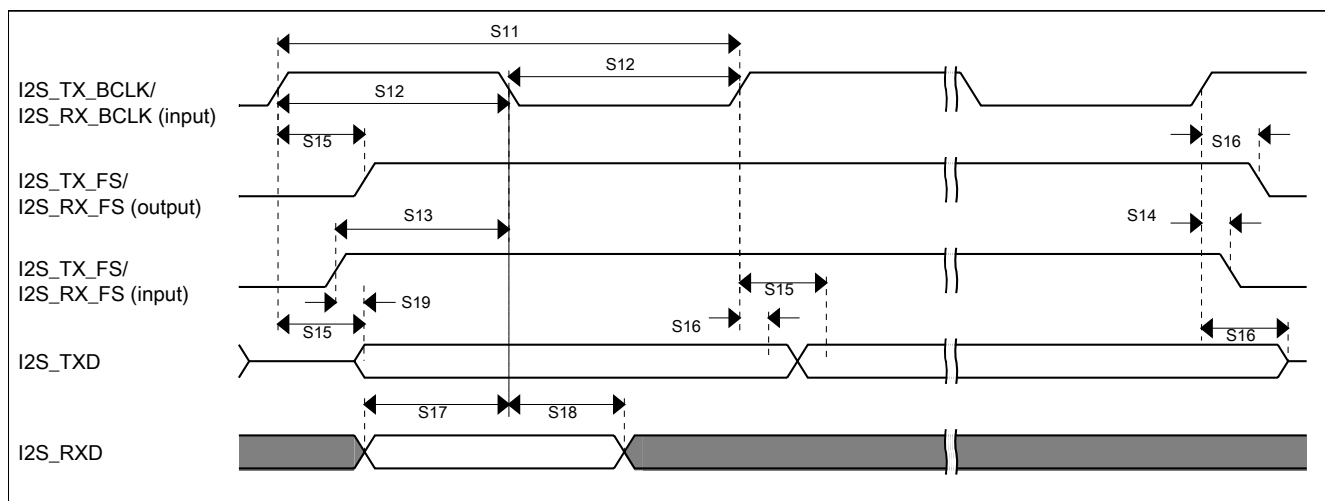 S11
S12
I2S_TX_BCLK/
I2S_RX_BCLK (input)
S12
S15
S16
I2S_TX_FS/
I2S_RX_FS (output)
S13
S14
I2S_TX_FS/
I2S_RX_FS (input)
S15
S19
S15
S16
S16
I2S_TXD
S17
S18
I2S_RXD